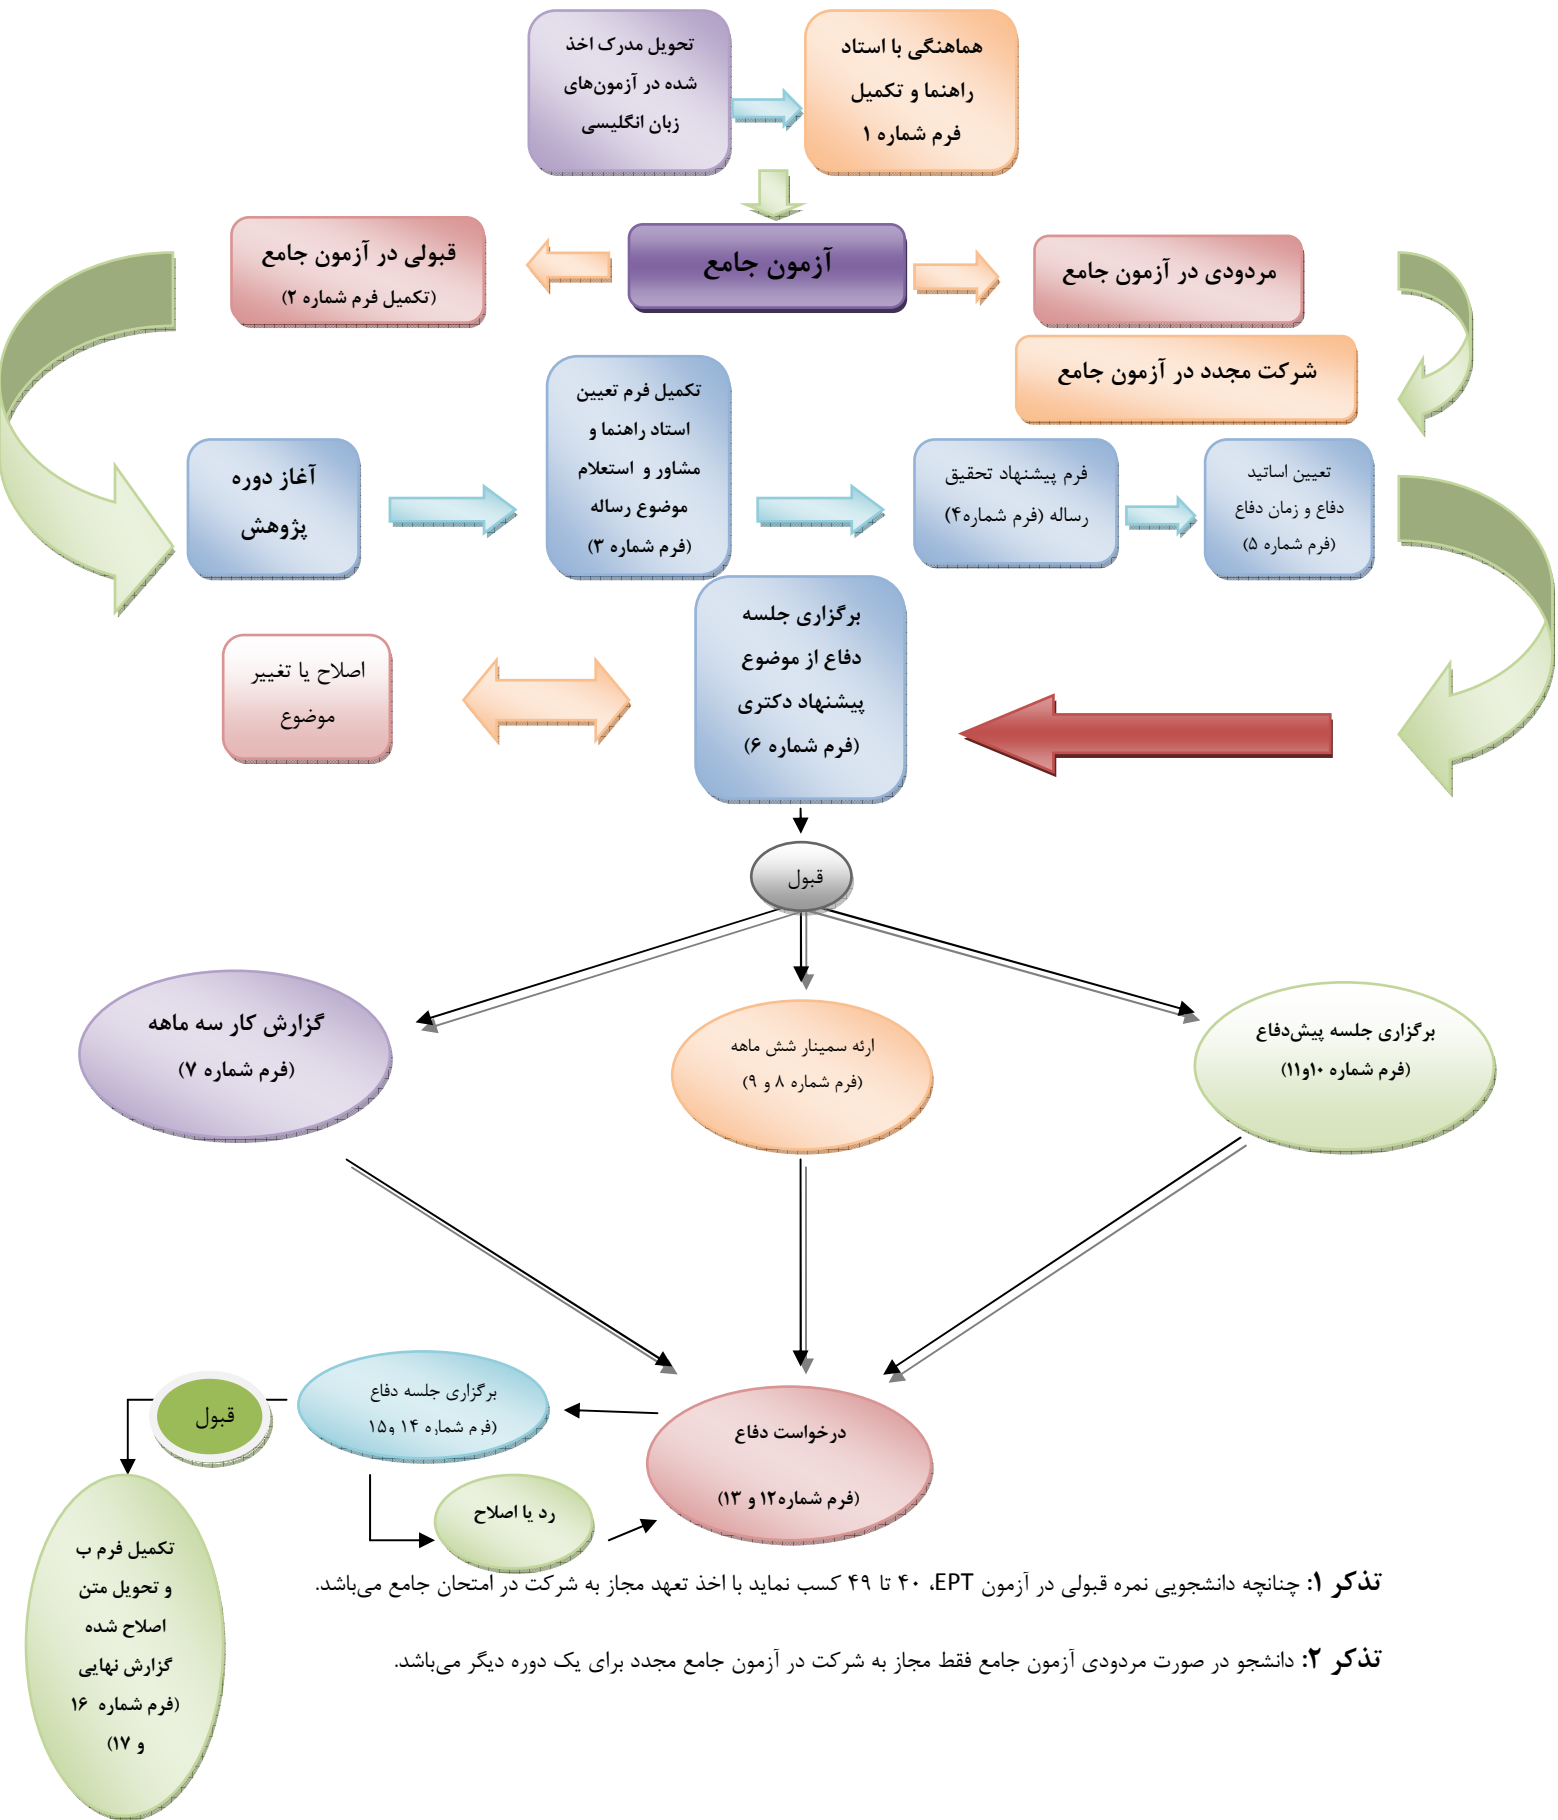 تحویل مدرک اخذ
شده در آزمون‌های
زبان انگلیسی
هماهنگی با استاد
راهنما و تکمیل
فرم شماره ۱
آزمون جامع
مردودی در آزمون جامع
قبولی در آزمون جامع
(تکمیل فرم شماره ۲)
شرکت مجدد در آزمون جامع
آغاز دوره
پژوهش
تکمیل فرم تعیین
استاد راهنما و
مشاور و استعلام
موضوع رساله
(فرم شماره ۳)
فرم پیشنهاد تحقیق
رساله (فرم شماره۴)
تعیین اساتید
دفاع و زمان دفاع
(فرم شماره ۵)
برگزاری جلسه
دفاع از موضوع
پیشنهاد دکتری
(فرم شماره ۶)
اصلاح یا تغییر
موضوع
قبول
گزارش کار سه ماهه
(فرم شماره ۷)
ارئه سمینار شش ماهه
(فرم شماره ۸ و ۹)
برگزاری جلسه پیش‌دفاع
(فرم شماره ۱۰و۱۱)
درخواست دفاع
(فرم شماره۱۲ و ۱۳)
برگزاری جلسه دفاع
(فرم شماره ۱۴ و۱۵
قبول
رد یا اصلاح
تکمیل فرم ب
و تحویل متن
اصلاح شده
گزارش نهایی
(فرم شماره ۱۶
و ۱۷)
تذکر ۱: چنانچه دانشجویی نمره قبولی در آزمون EPT، ۴۰ تا ۴۹ کسب نماید با اخذ تعهد مجاز به شرکت در امتحان جامع می‌باشد.
تذکر ۲: دانشجو در صورت مردودی آزمون جامع فقط مجاز به شرکت در آزمون جامع مجدد برای یک دوره دیگر می‌باشد.